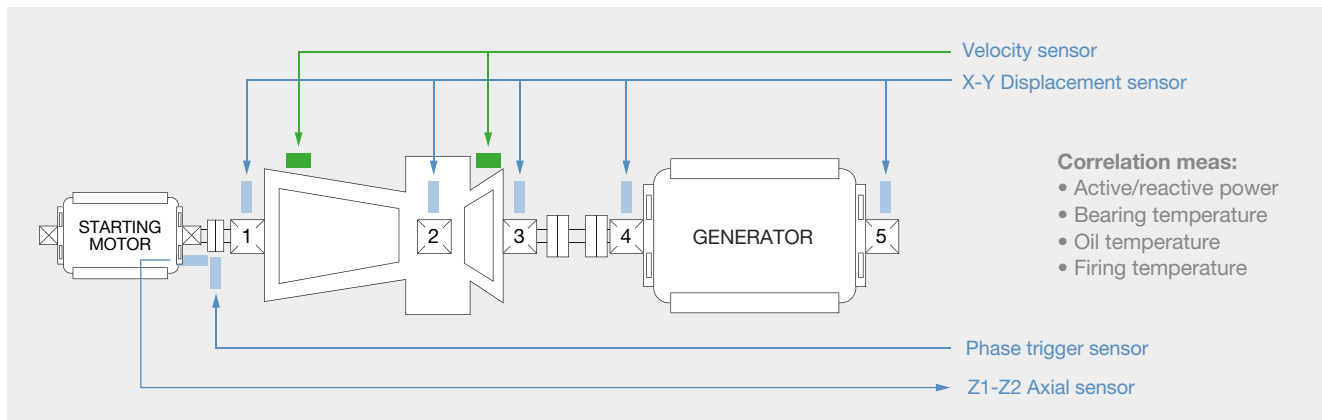 Velocity sensor
X-Y Displacement sensor
Correlation meas:
• Active/reactive power
• Bearing temperature
• Oil temperature
• Firing temperature
STARTING
MOTOR
1
2
3
4
GENERATOR
5
Phase trigger sensor
Z1-Z2 Axial sensor